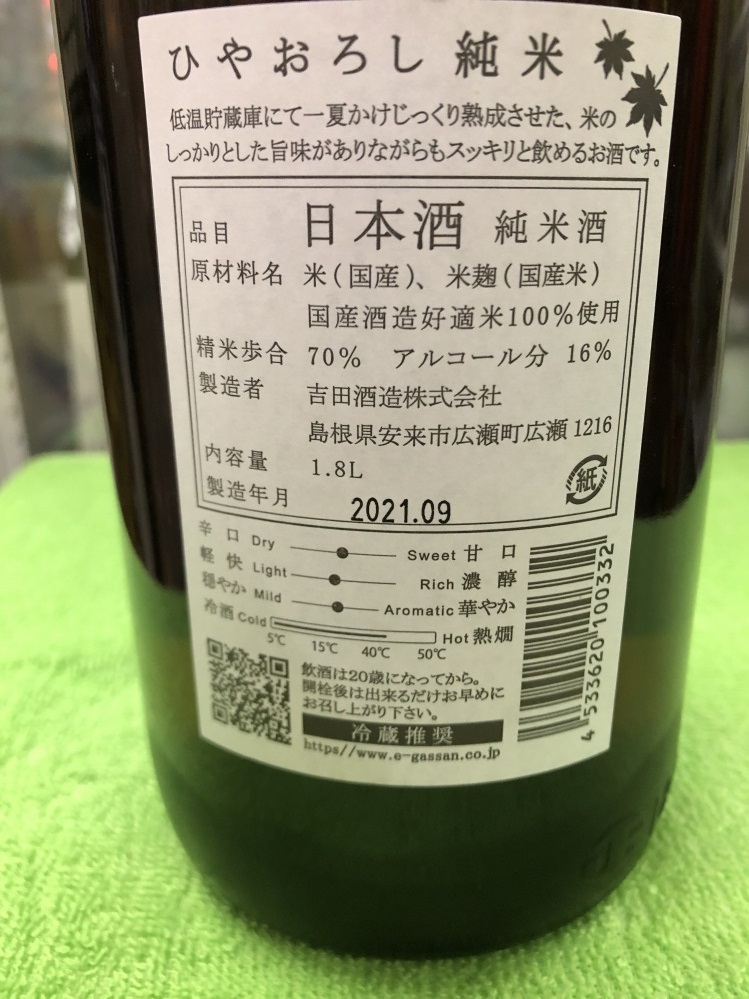 ひやおろし 純米
低温貯蔵庫にて一夏かけじっくり熟成させた、米の
しっかりとした旨味がありながらもスッキリと飲めるお酒です。
品目 日本酒 純米酒
原材料名 米(国産)、米麹(国産米)
国産酒造好適米100%使用
精米歩合 70% アルコール分 16%
製造者 吉田酒造株式会社
島根県安来市広瀬町広瀬1216
内容量 1.8L
紙
製造年月 2021.09
辛口 Dry Sweet 甘口
軽快 Light Rich 濃醇
穏やか Mild Aromatic 華やか
冷酒 Cold Hot 熱燗
5℃ 15℃ 40℃ 50℃
飲酒は20歳になってから。
開栓後は出来るだけお早めに
お召し上がり下さい。
冷蔵推奨
https//www.e-gassan.co.jp
4 533620 100332